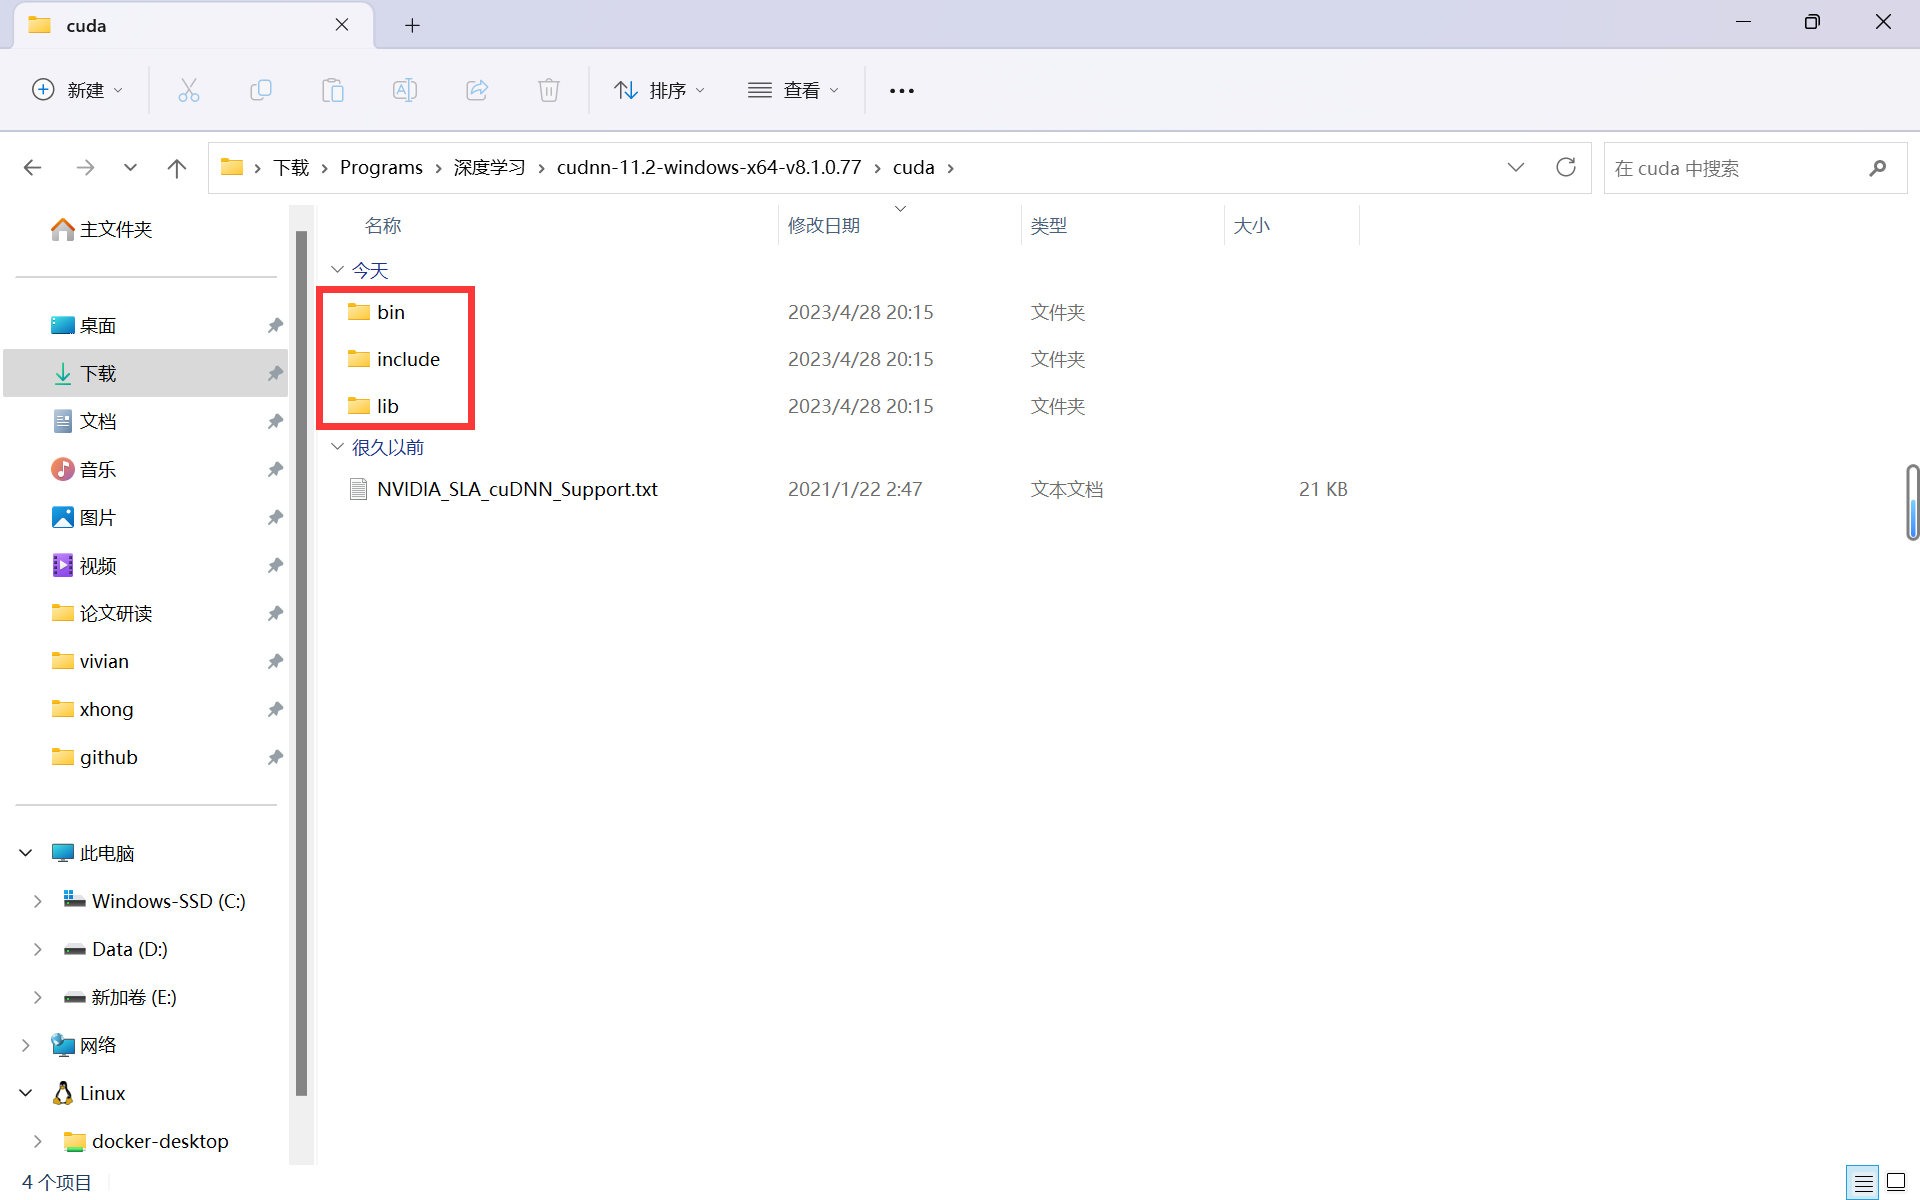 cuda
新建
排序
查看
下载 › Programs › 深度学习 › cudnn-11.2-windows-x64-v8.1.0.77 › cuda ›
在 cuda 中搜索
主文件夹
桌面
下载
文档
音乐
图片
视频
论文研读
vivian
xhong
github
此电脑
Windows-SSD (C:)
Data (D:)
新加卷 (E:)
网络
Linux
docker-desktop
名称 修改日期 类型 大小
今天
bin 2023/4/28 20:15 文件夹
include 2023/4/28 20:15 文件夹
lib 2023/4/28 20:15 文件夹
很久以前
NVIDIA_SLA_cuDNN_Support.txt 2021/1/22 2:47 文本文档 21 KB
4 个项目